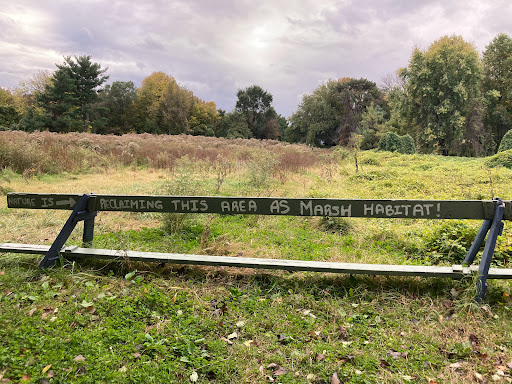 NATURE IS → RECLAIMING THIS AREA AS MARSH HABITAT!